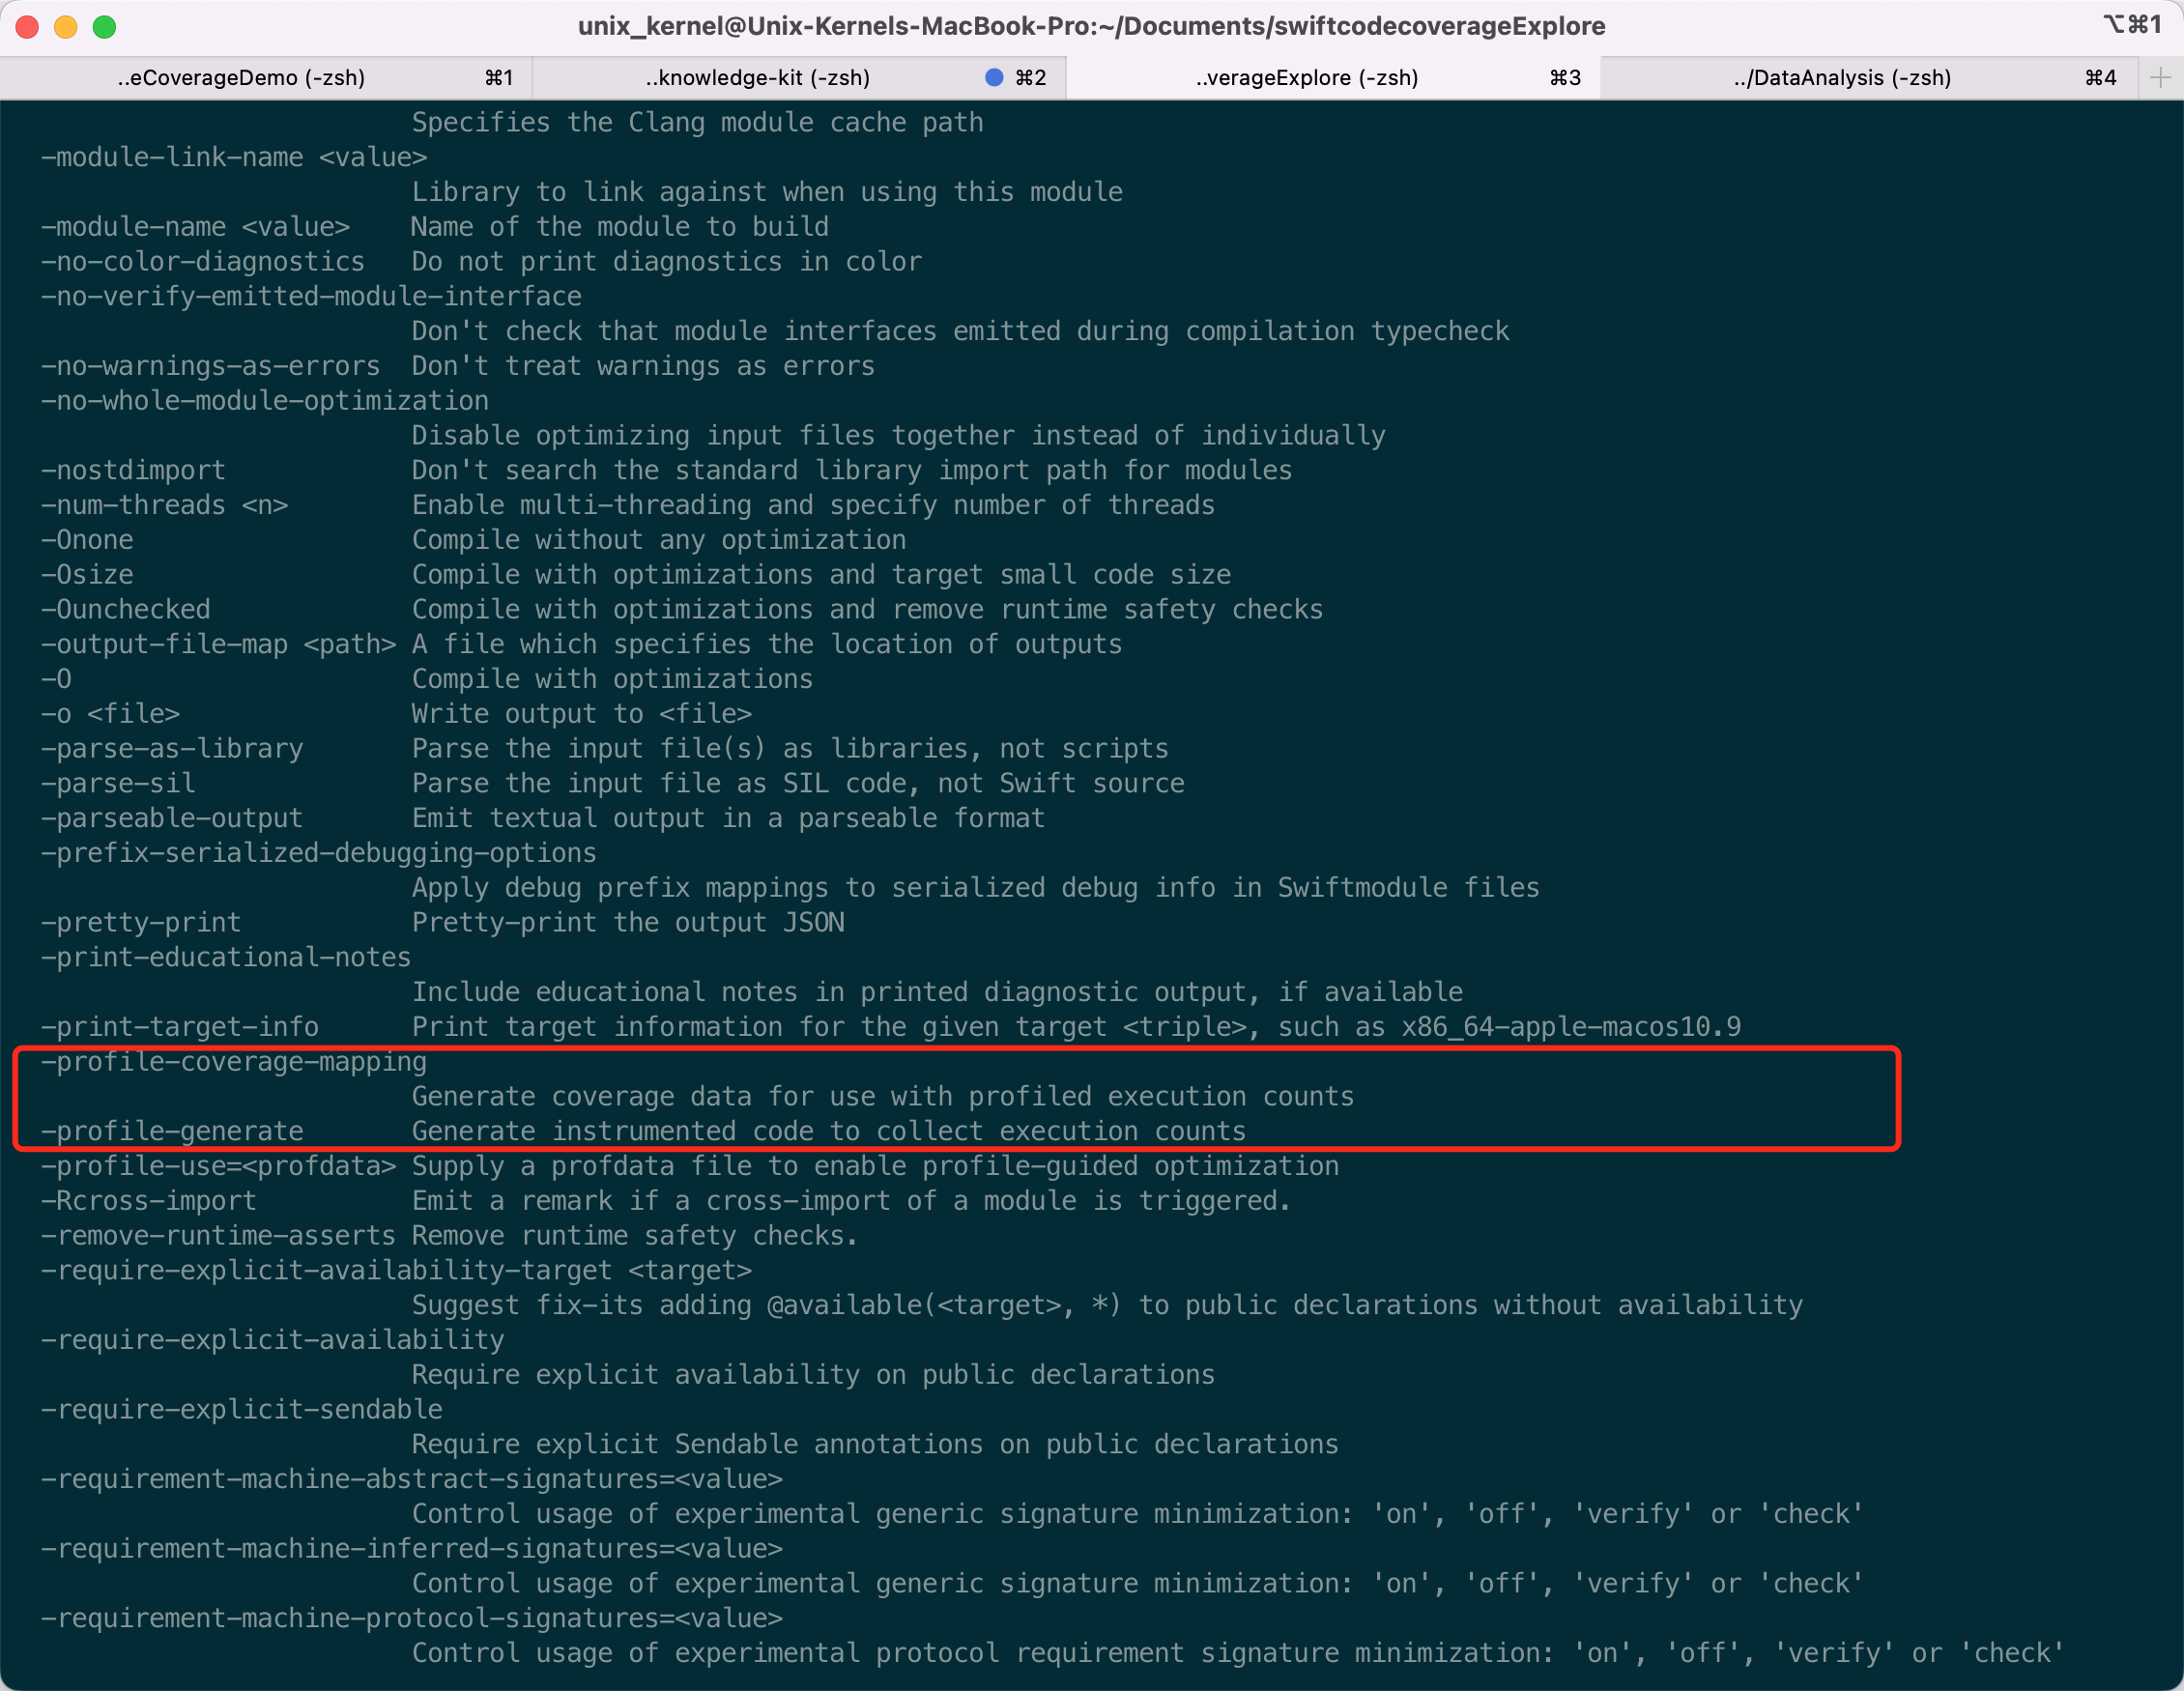 unix_kernel@Unix-Kernels-MacBook-Pro:~/Documents/swiftcodecoverageExplore ⌥⌘1
..eCoverageDemo (-zsh) ⌘1 ..knowledge-kit (-zsh) ⌘2 ..verageExplore (-zsh) ⌘3 ../DataAnalysis (-zsh) ⌘4
Specifies the Clang module cache path
-module-link-name <value>
Library to link against when using this module
-module-name <value> Name of the module to build
-no-color-diagnostics Do not print diagnostics in color
-no-verify-emitted-module-interface
Don't check that module interfaces emitted during compilation typecheck
-no-warnings-as-errors Don't treat warnings as errors
-no-whole-module-optimization
Disable optimizing input files together instead of individually
-nostdimport Don't search the standard library import path for modules
-num-threads <n> Enable multi-threading and specify number of threads
-Onone Compile without any optimization
-Osize Compile with optimizations and target small code size
-Ounchecked Compile with optimizations and remove runtime safety checks
-output-file-map <path> A file which specifies the location of outputs
-O Compile with optimizations
-o <file> Write output to <file>
-parse-as-library Parse the input file(s) as libraries, not scripts
-parse-sil Parse the input file as SIL code, not Swift source
-parseable-output Emit textual output in a parseable format
-prefix-serialized-debugging-options
Apply debug prefix mappings to serialized debug info in Swiftmodule files
-pretty-print Pretty-print the output JSON
-print-educational-notes
Include educational notes in printed diagnostic output, if available
-print-target-info Print target information for the given target <triple>, such as x86_64-apple-macos10.9
-profile-coverage-mapping
Generate coverage data for use with profiled execution counts
-profile-generate Generate instrumented code to collect execution counts
-profile-use=<profdata> Supply a profdata file to enable profile-guided optimization
-Rcross-import Emit a remark if a cross-import of a module is triggered.
-remove-runtime-asserts Remove runtime safety checks.
-require-explicit-availability-target <target>
Suggest fix-its adding @available(<target>, *) to public declarations without availability
-require-explicit-availability
Require explicit availability on public declarations
-require-explicit-sendable
Require explicit Sendable annotations on public declarations
-requirement-machine-abstract-signatures=<value>
Control usage of experimental generic signature minimization: 'on', 'off', 'verify' or 'check'
-requirement-machine-inferred-signatures=<value>
Control usage of experimental generic signature minimization: 'on', 'off', 'verify' or 'check'
-requirement-machine-protocol-signatures=<value>
Control usage of experimental protocol requirement signature minimization: 'on', 'off', 'verify' or 'check'